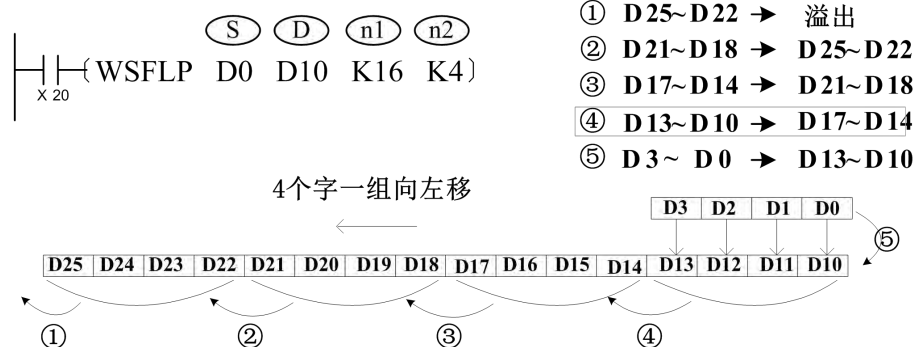 S D n1 n2
WSFLP D0 D10 K16 K4
X 20
① D25~D22 → 溢出
② D21~D18 → D25~D22
③ D17~D14 → D21~D18
④ D13~D10 → D17~D14
⑤ D3~ D0 → D13~D10
4个字一组向左移
D3 D2 D1 D0
⑤
D25 D24 D23 D22 D21 D20 D19 D18 D17 D16 D15 D14 D13 D12 D11 D10
① ② ③ ④